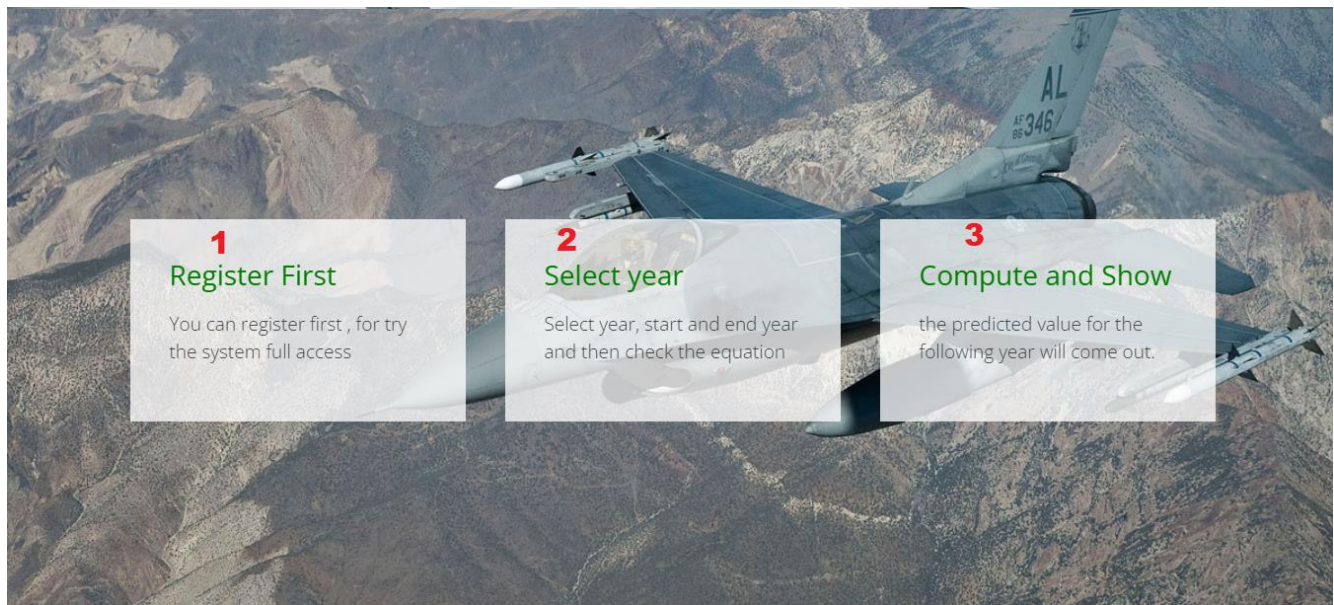 AL
AF
86 346
1
Register First
You can register first , for try
the system full access
2
Select year
Select year, start and end year
and then check the equation
3
Compute and Show
the predicted value for the
following year will come out.